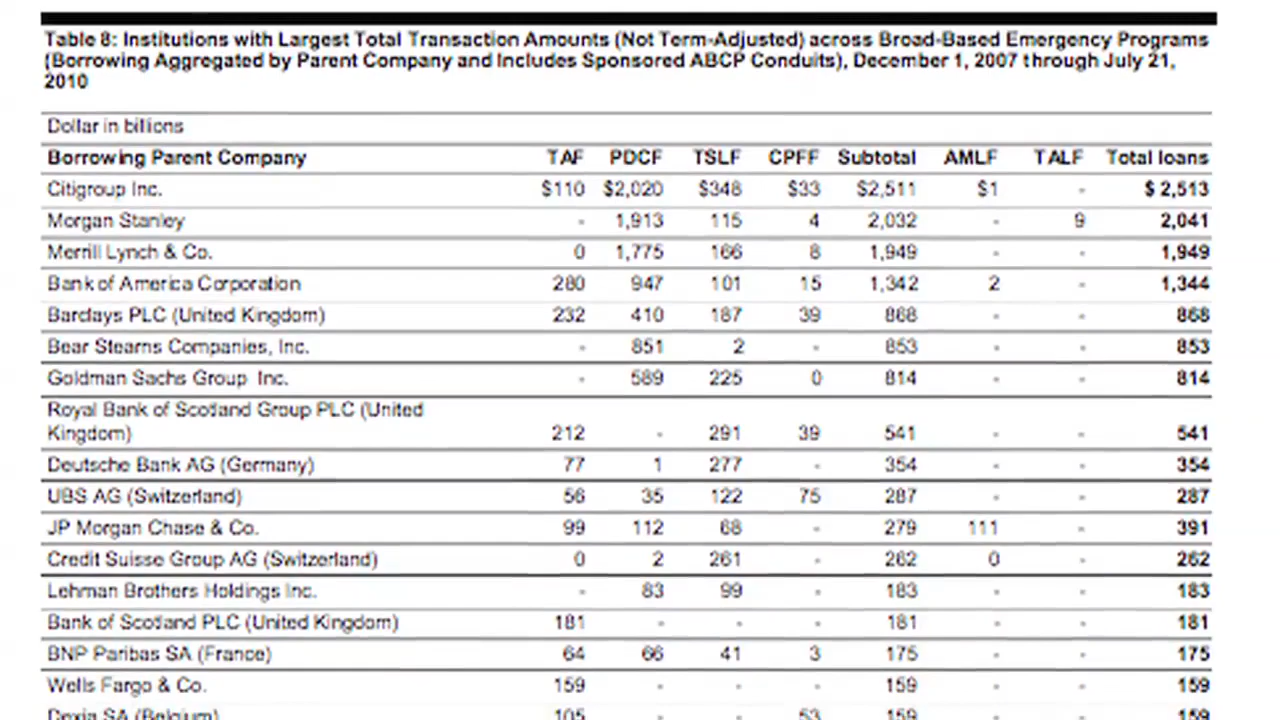 Table 8: Institutions with Largest Total Transaction Amounts (Not Term-Adjusted) across Broad-Based Emergency Programs
(Borrowing Aggregated by Parent Company and Includes Sponsored ABCP Conduits), December 1, 2007 through July 21,
2010
Dollar in billions
Borrowing Parent Company TAF PDCF TSLF CPFF Subtotal AMLF TALF Total loans
Citigroup Inc. $110 $2,020 $348 $33 $2,511 $1 - $ 2,513
Morgan Stanley - 1,913 115 4 2,032 - 9 2,041
Merrill Lynch & Co. 0 1,775 166 8 1,949 - - 1,949
Bank of America Corporation 280 947 101 15 1,342 2 - 1,344
Barclays PLC (United Kingdom) 232 410 187 39 868 - - 868
Bear Stearns Companies, Inc. - 851 2 - 853 - - 853
Goldman Sachs Group Inc. - 589 225 0 814 - - 814
Royal Bank of Scotland Group PLC (United
Kingdom) 212 - 291 39 541 - - 541
Deutsche Bank AG (Germany) 77 1 277 - 354 - - 354
UBS AG (Switzerland) 56 35 122 75 287 - - 287
JP Morgan Chase & Co. 99 112 68 - 279 111 - 391
Credit Suisse Group AG (Switzerland) 0 2 261 - 262 0 - 262
Lehman Brothers Holdings Inc. - 83 99 - 183 - - 183
Bank of Scotland PLC (United Kingdom) 181 - - - 181 - - 181
BNP Paribas SA (France) 64 66 41 3 175 - - 175
Wells Fargo & Co. 159 - - - 159 - - 159
Dexia SA (Belgium) 105 - - 53 159 - - 159